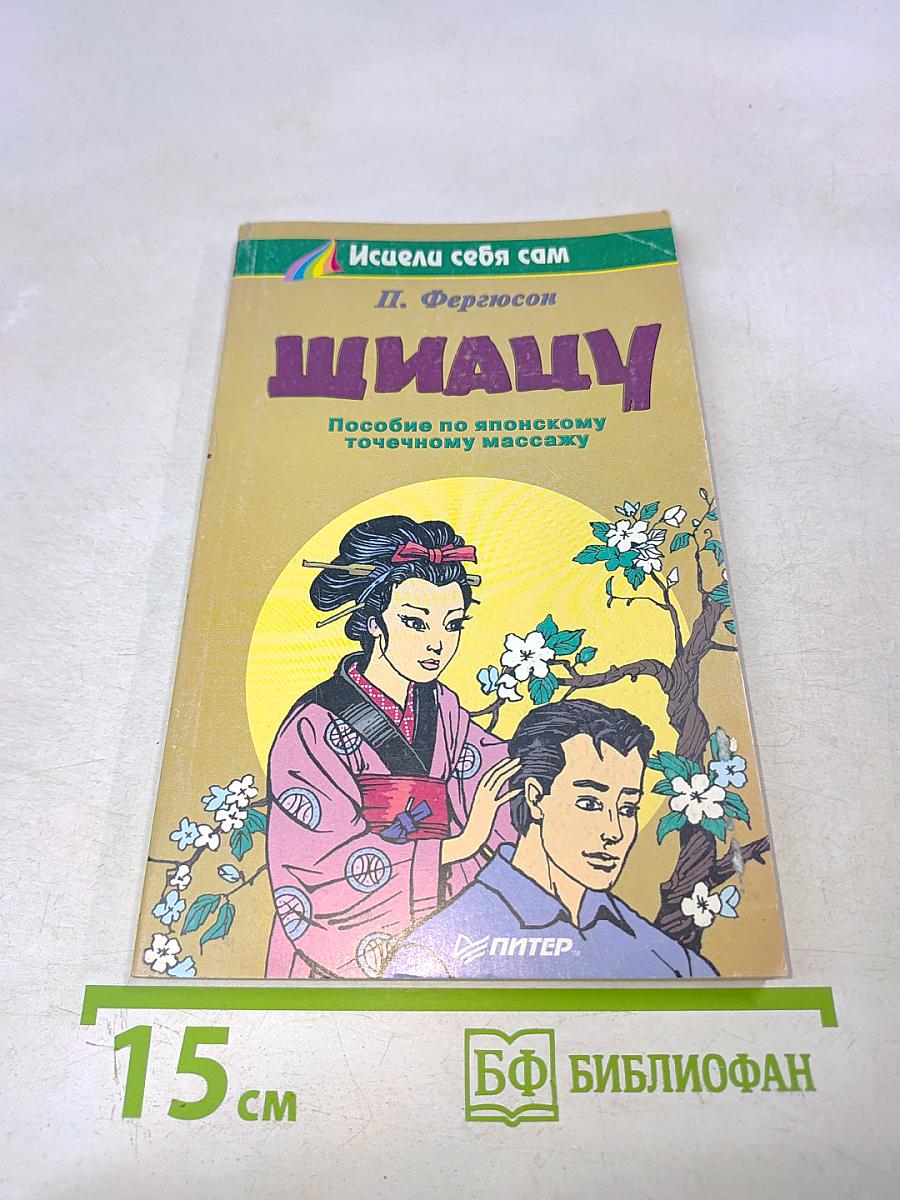 Исцели себя сам
П. Фергюсон
ШИАЦУ
Пособие по японскому
точечному массажу
ПИТЕР
15 см
БФ БИБЛИОФАН